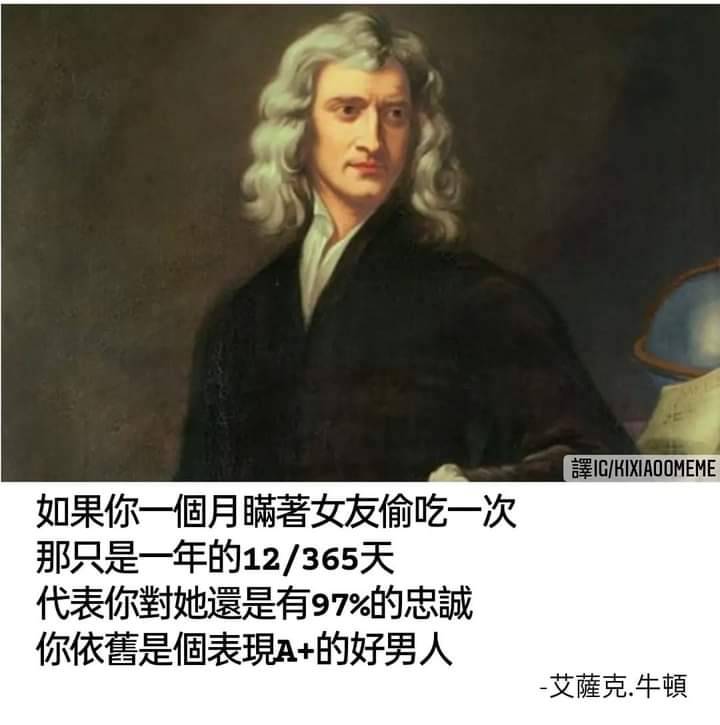 譯IG/KIXIAOOMEME
如果你一個月瞞著女友偷吃一次
那只是一年的12/365天
代表你對她還是有97%的忠誠
你依舊是個表現A+的好男人
-艾薩克.牛頓